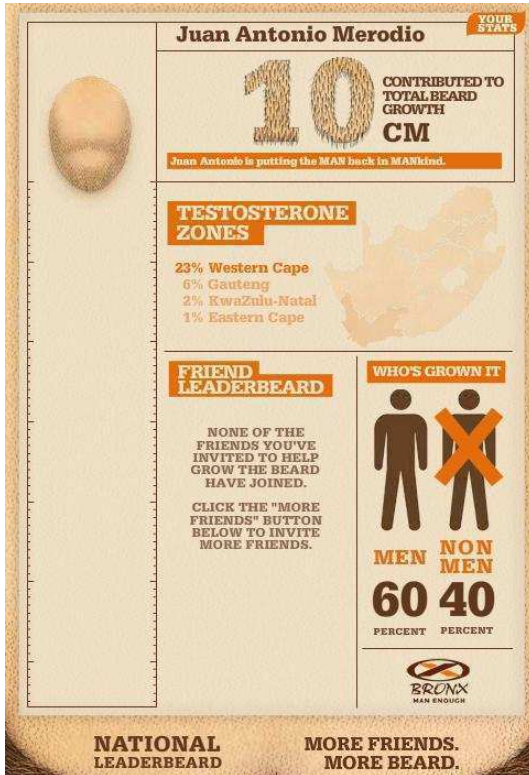 YOUR
STATS
Juan Antonio Merodio
10
CONTRIBUTED TO
TOTAL BEARD
GROWTH
CM
Juan Antonio is putting the MAN back in MANkind.
TESTOSTERONE
ZONES
23% Western Cape
6% Gauteng
2% KwaZulu-Natal
1% Eastern Cape
FRIEND
LEADERBEARD
NONE OF THE
FRIENDS YOU'VE
INVITED TO HELP
GROW THE BEARD
HAVE JOINED.
CLICK THE "MORE
FRIENDS" BUTTON
BELOW TO INVITE
MORE FRIENDS.
WHO'S GROWN IT
MEN
NON
MEN
60 40
PERCENT PERCENT
BRONX
MAN ENOUGH
NATIONAL
LEADERBEARD
MORE FRIENDS.
MORE BEARD.